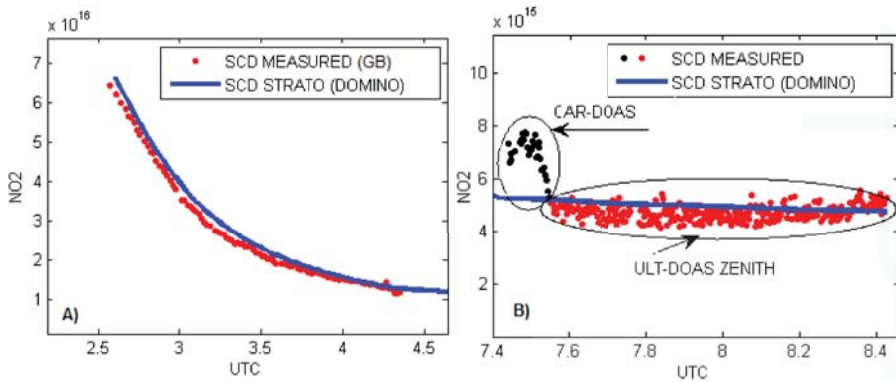 x 10^16
7
6
5
4
3
2
1
NO2
SCD MEASURED (GB)
SCD STRATO (DOMINO)
A)
2.5
3
3.5
4
4.5
UTC
x 10^15
10
8
6
4
2
NO2
SCD MEASURED
SCD STRATO (DOMINO)
CAR-DOAS
ULT-DOAS ZENITH
B)
7.4
7.6
7.8
8
8.2
8.4
UTC